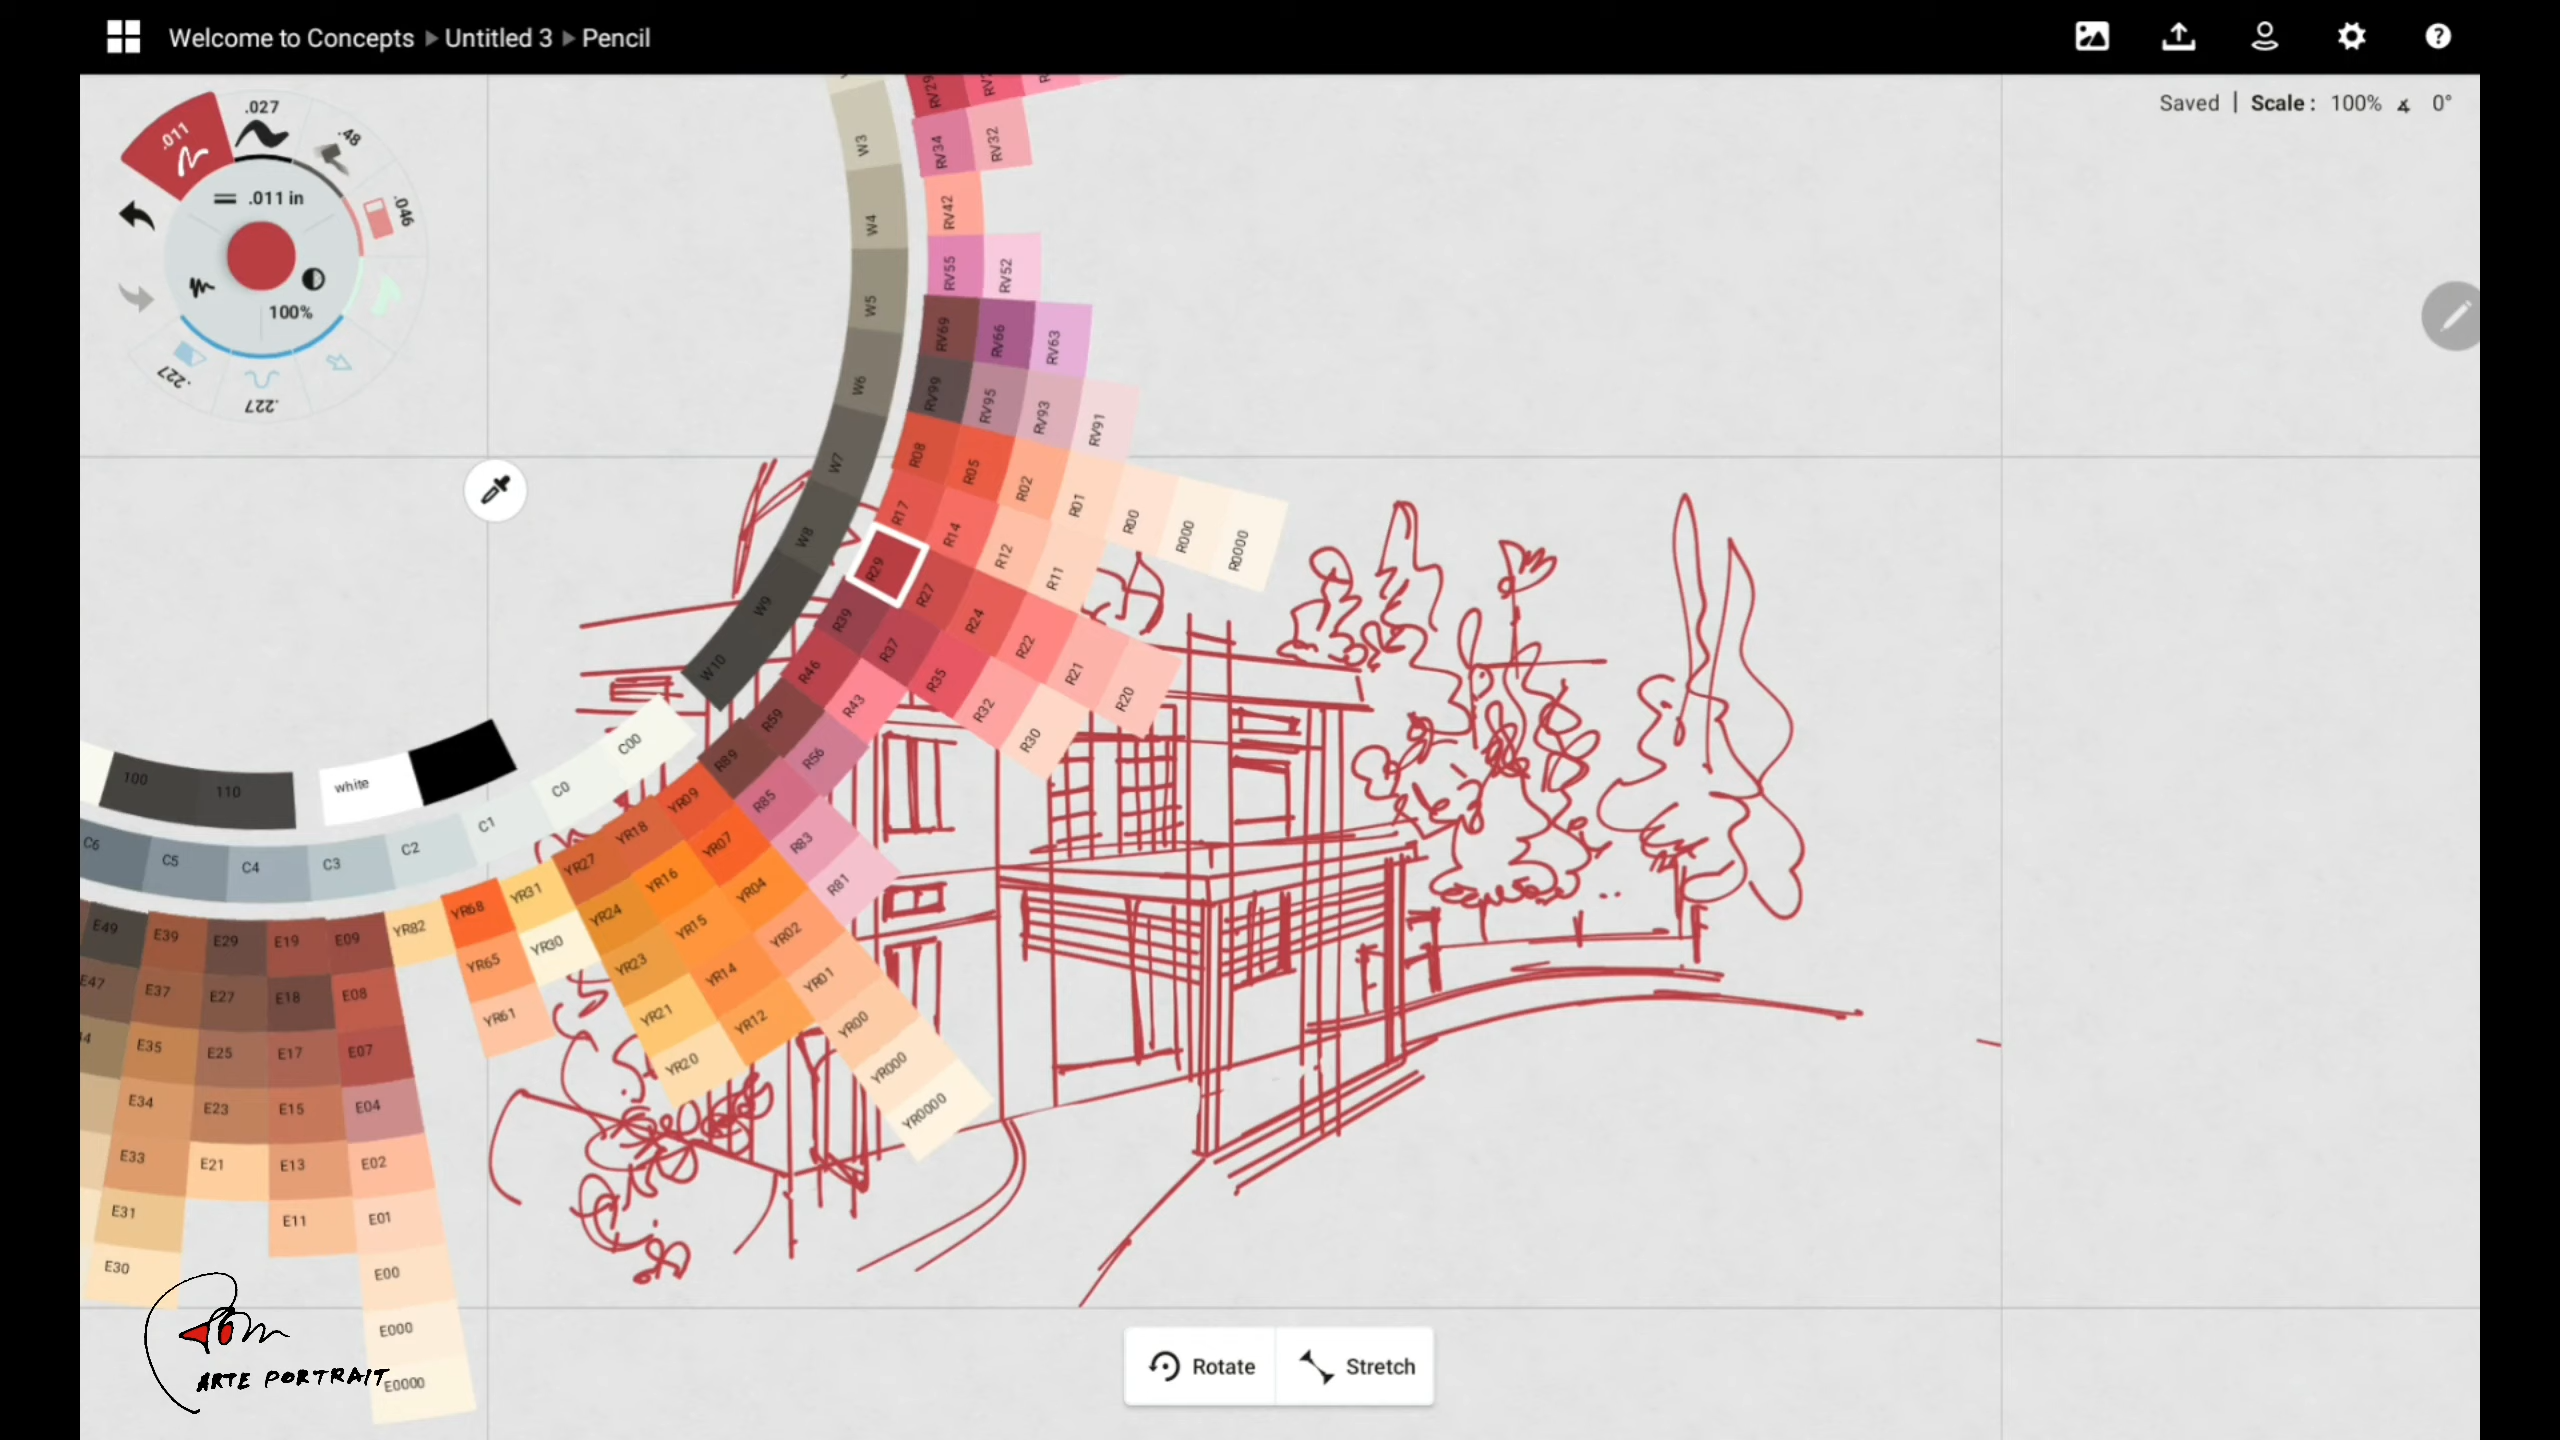 Welcome to Concepts ▶ Untitled 3 ▶ Pencil
Saved | Scale : 100% 0°
.011
.027
.48
.046
.011 in
100%
.227
.227
W3
W4
W5
W6
W7
W8
W9
W10
RV29
RV34
RV32
RV42
RV55
RV52
RV69
RV66
RV63
RV99
RV95
RV93
RV91
R08
R05
R02
R01
R00
R000
R0000
R17
R14
R12
R11
R29
R27
R24
R22
R21
R20
R39
R37
R35
R32
R30
R46
R43
R59
R56
R89
R85
R83
R81
100
110
white
C00
C0
C1
C2
C3
C4
C5
C6
YR09
YR07
YR04
YR02
YR01
YR00
YR000
YR0000
YR18
YR16
YR15
YR14
YR12
YR27
YR24
YR23
YR21
YR20
YR31
YR30
YR68
YR65
YR61
YR82
E49
E39
E29
E19
E09
E47
E37
E27
E18
E08
E35
E25
E17
E07
E34
E23
E15
E04
E33
E21
E13
E02
E31
E11
E01
E30
E00
E000
E0000
ARTE PORTRAIT
Rotate
Stretch